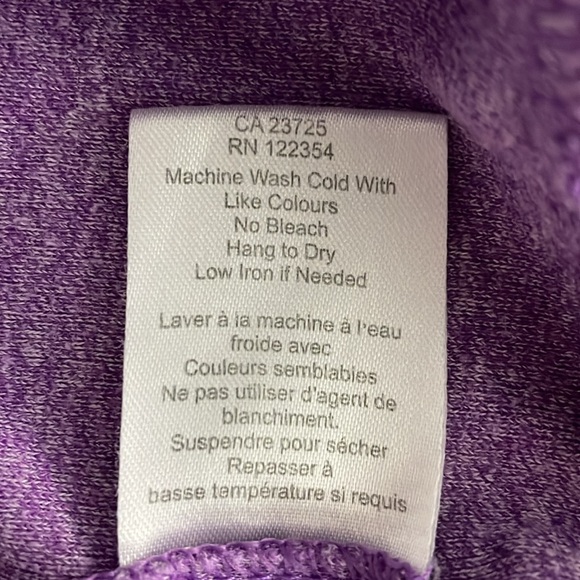 CA 23725
RN 122354
Machine Wash Cold With
Like Colours
No Bleach
Hang to Dry
Low Iron if Needed
Laver à la machine à l'eau
froide avec
Couleurs semblables
Ne pas utiliser d'agent de
blanchiment.
Suspendre pour sécher
Repasser à
basse température si requis